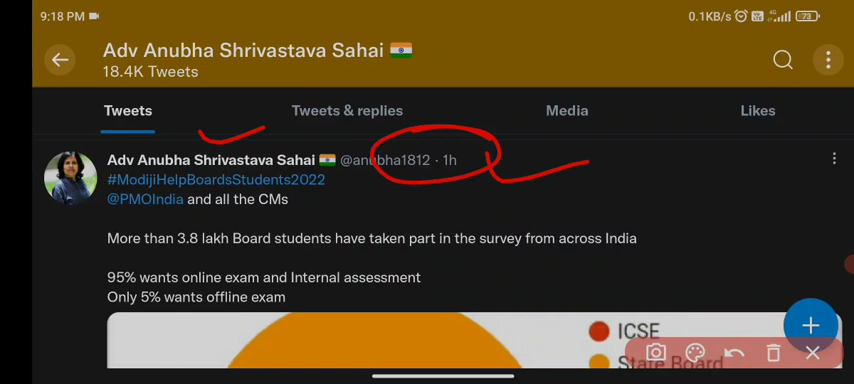 9:18 PM
0.1KB/s 4G 73
Adv Anubha Shrivastava Sahai
18.4K Tweets
Tweets Tweets & replies Media Likes
Adv Anubha Shrivastava Sahai @anubha1812 · 1h
#ModijiHelpBoardsStudents2022
@PMOIndia and all the CMs
More than 3.8 lakh Board students have taken part in the survey from across India
95% wants online exam and Internal assessment
Only 5% wants offline exam
ICSE
State Board